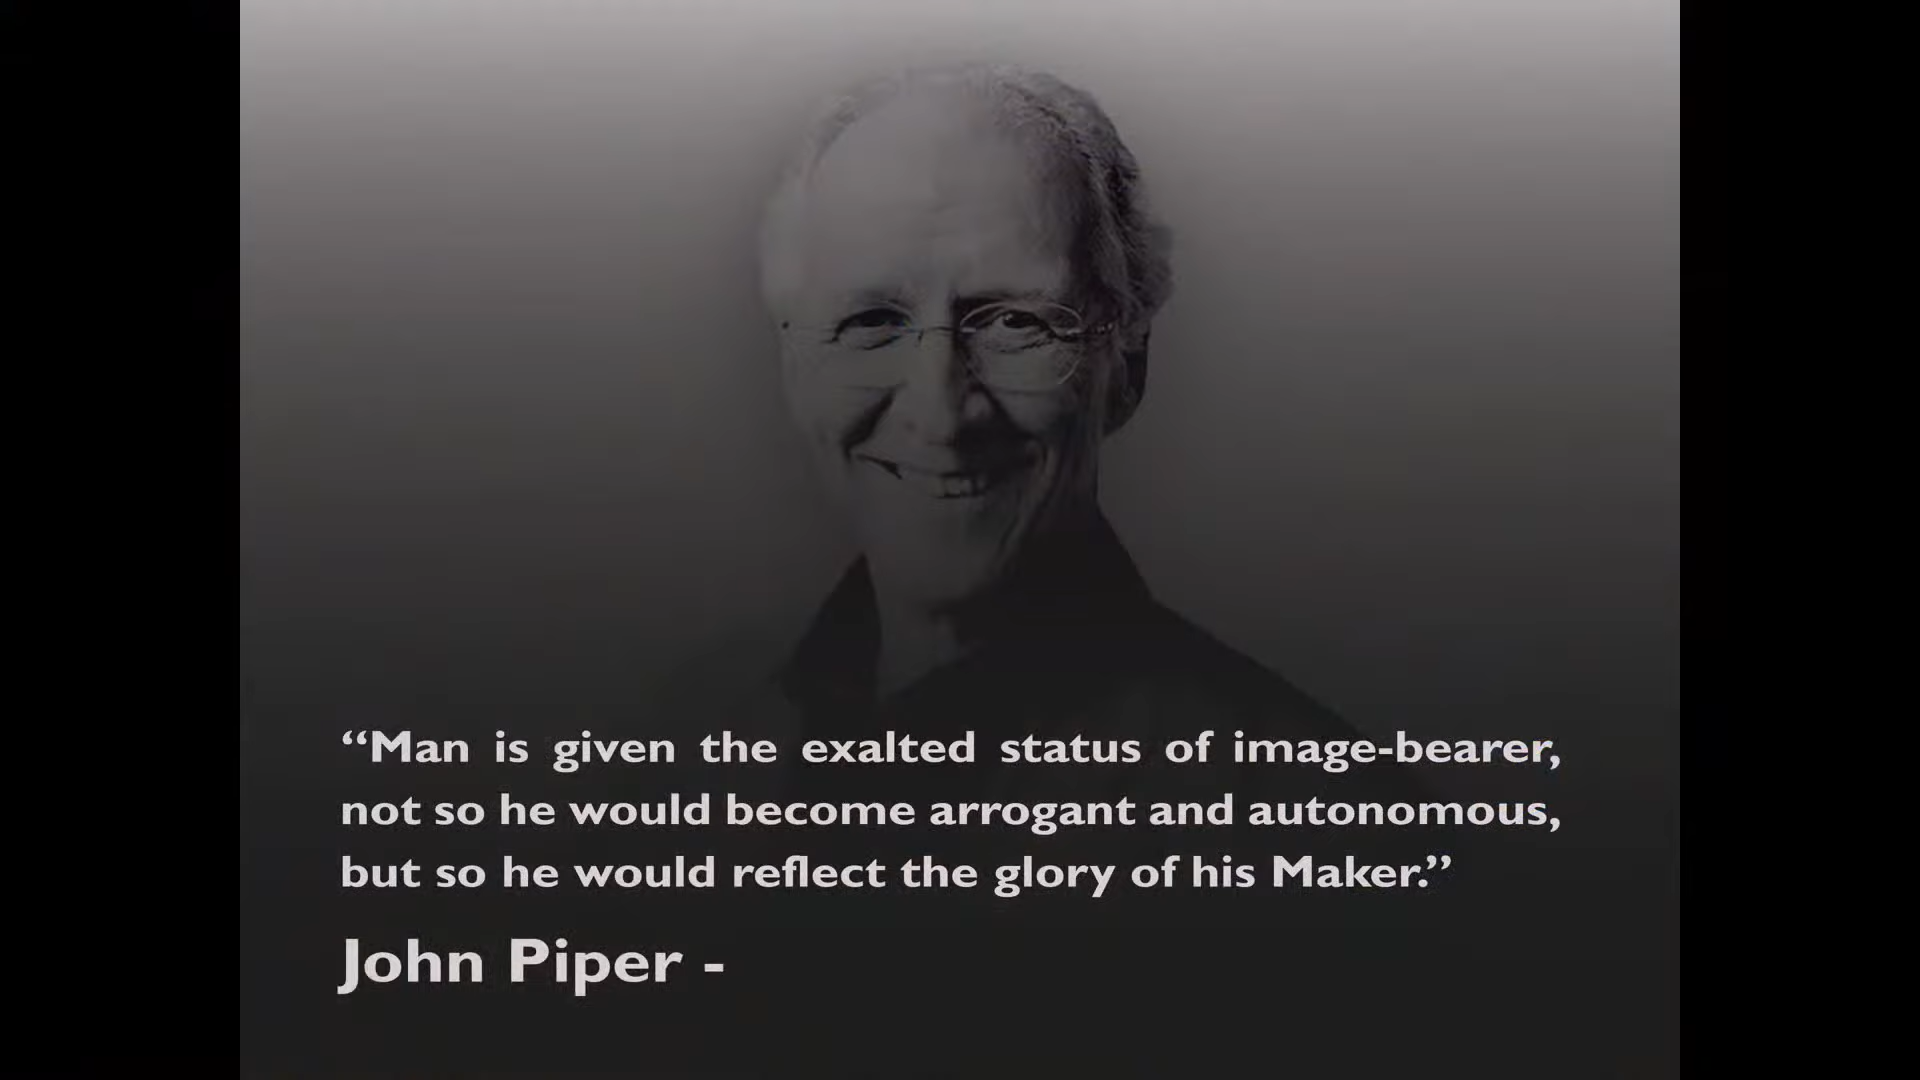 “Man is given the exalted status of image-bearer,
not so he would become arrogant and autonomous,
but so he would reflect the glory of his Maker.”
John Piper -